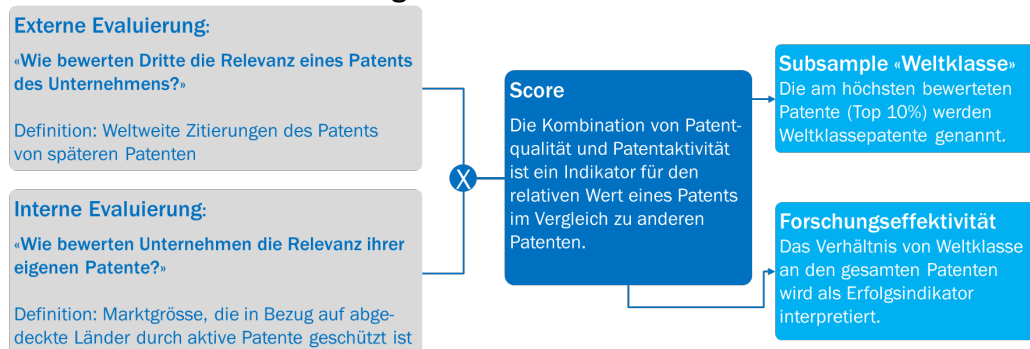 Externe Evaluierung:
«Wie bewerten Dritte die Relevanz eines Patents
des Unternehmens?»
Definition: Weltweite Zitierungen des Patents
von späteren Patenten
Interne Evaluierung:
«Wie bewerten Unternehmen die Relevanz ihrer
eigenen Patente?»
Definition: Marktgrösse, die in Bezug auf abge-
deckte Länder durch aktive Patente geschützt ist
X
Score
Die Kombination von Patent-
qualität und Patentaktivität
ist ein Indikator für den
relativen Wert eines Patents
im Vergleich zu anderen
Patenten.
Subsample «Weltklasse»
Die am höchsten bewerteten
Patente (Top 10%) werden
Weltklassepatente genannt.
Forschungseffektivität
Das Verhältnis von Weltklasse
an den gesamten Patenten
wird als Erfolgsindikator
interpretiert.